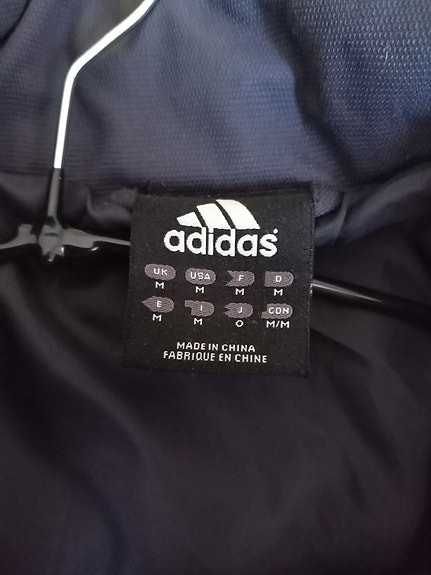 adidas
UK USA F D
M M M M
E I J CDN
M M O M/M
MADE IN CHINA
FABRIQUE EN CHINE